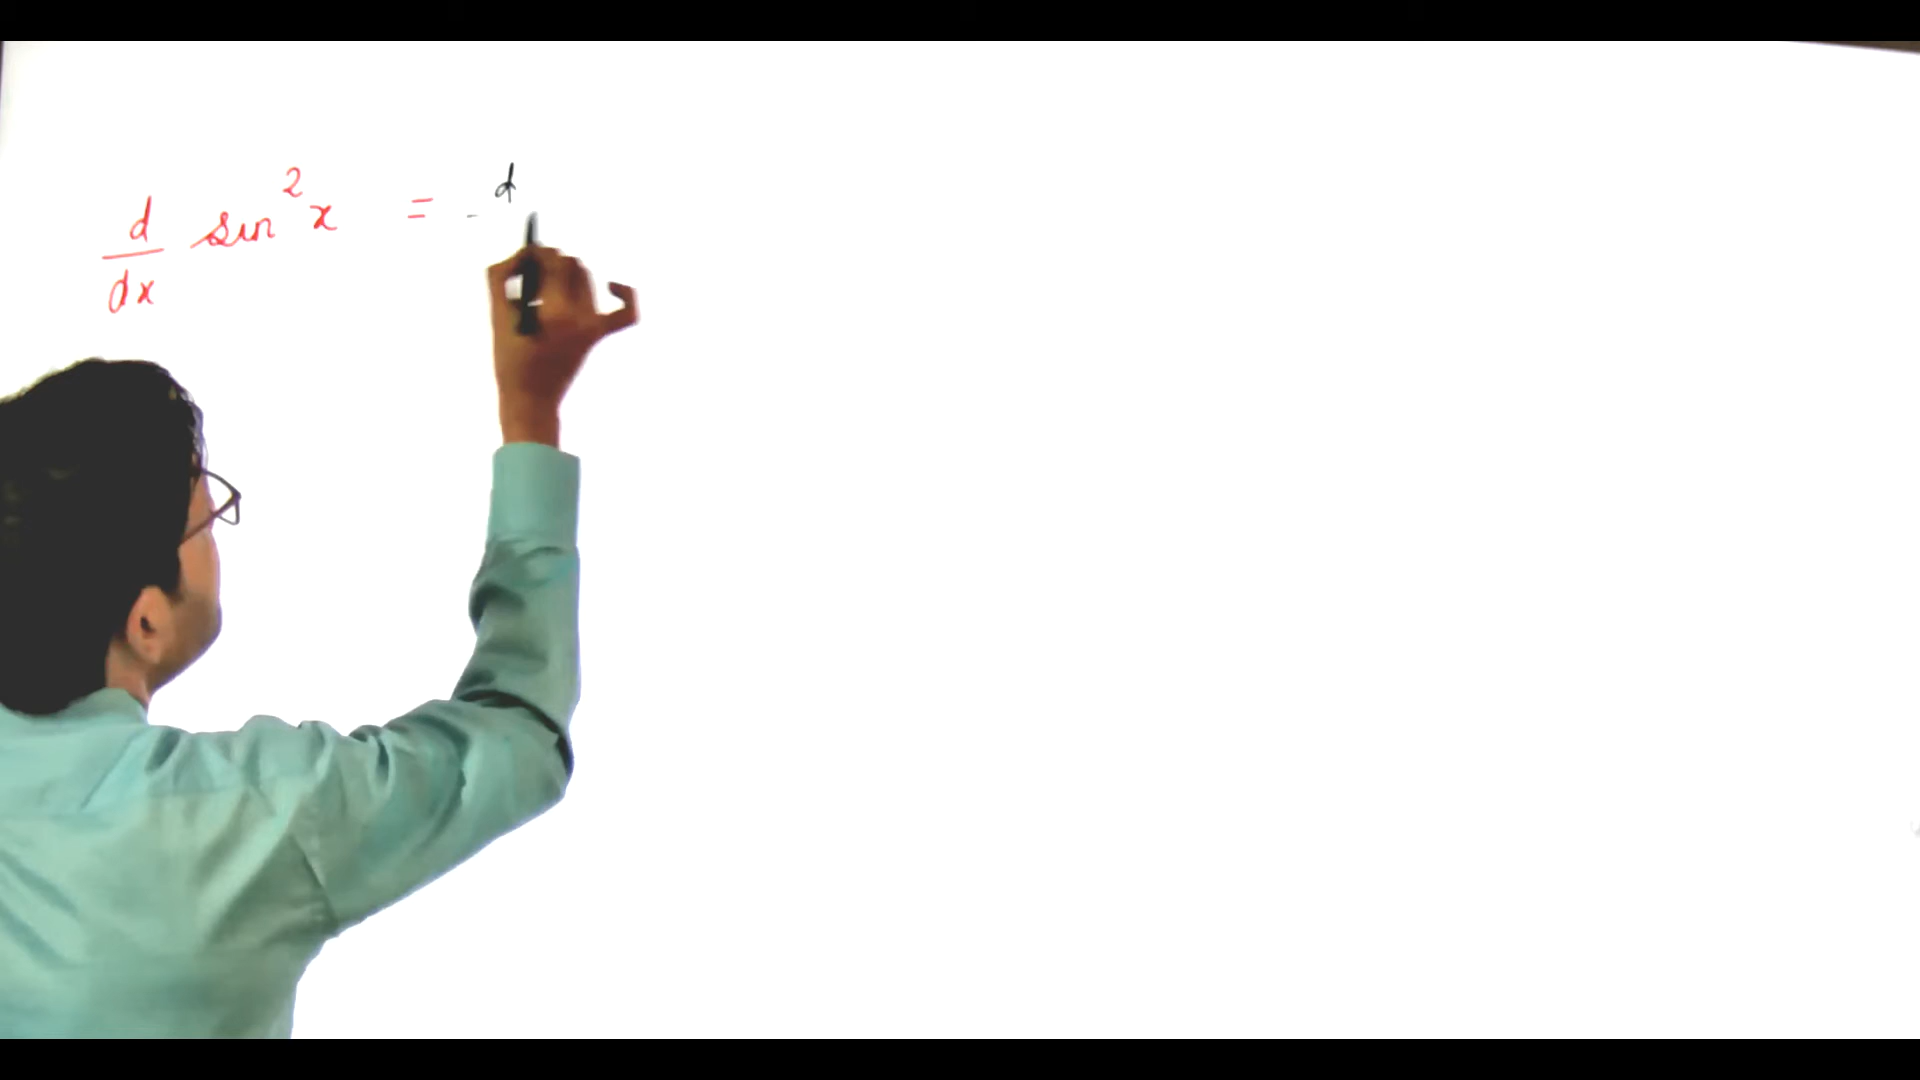 d/dx sin²x = d